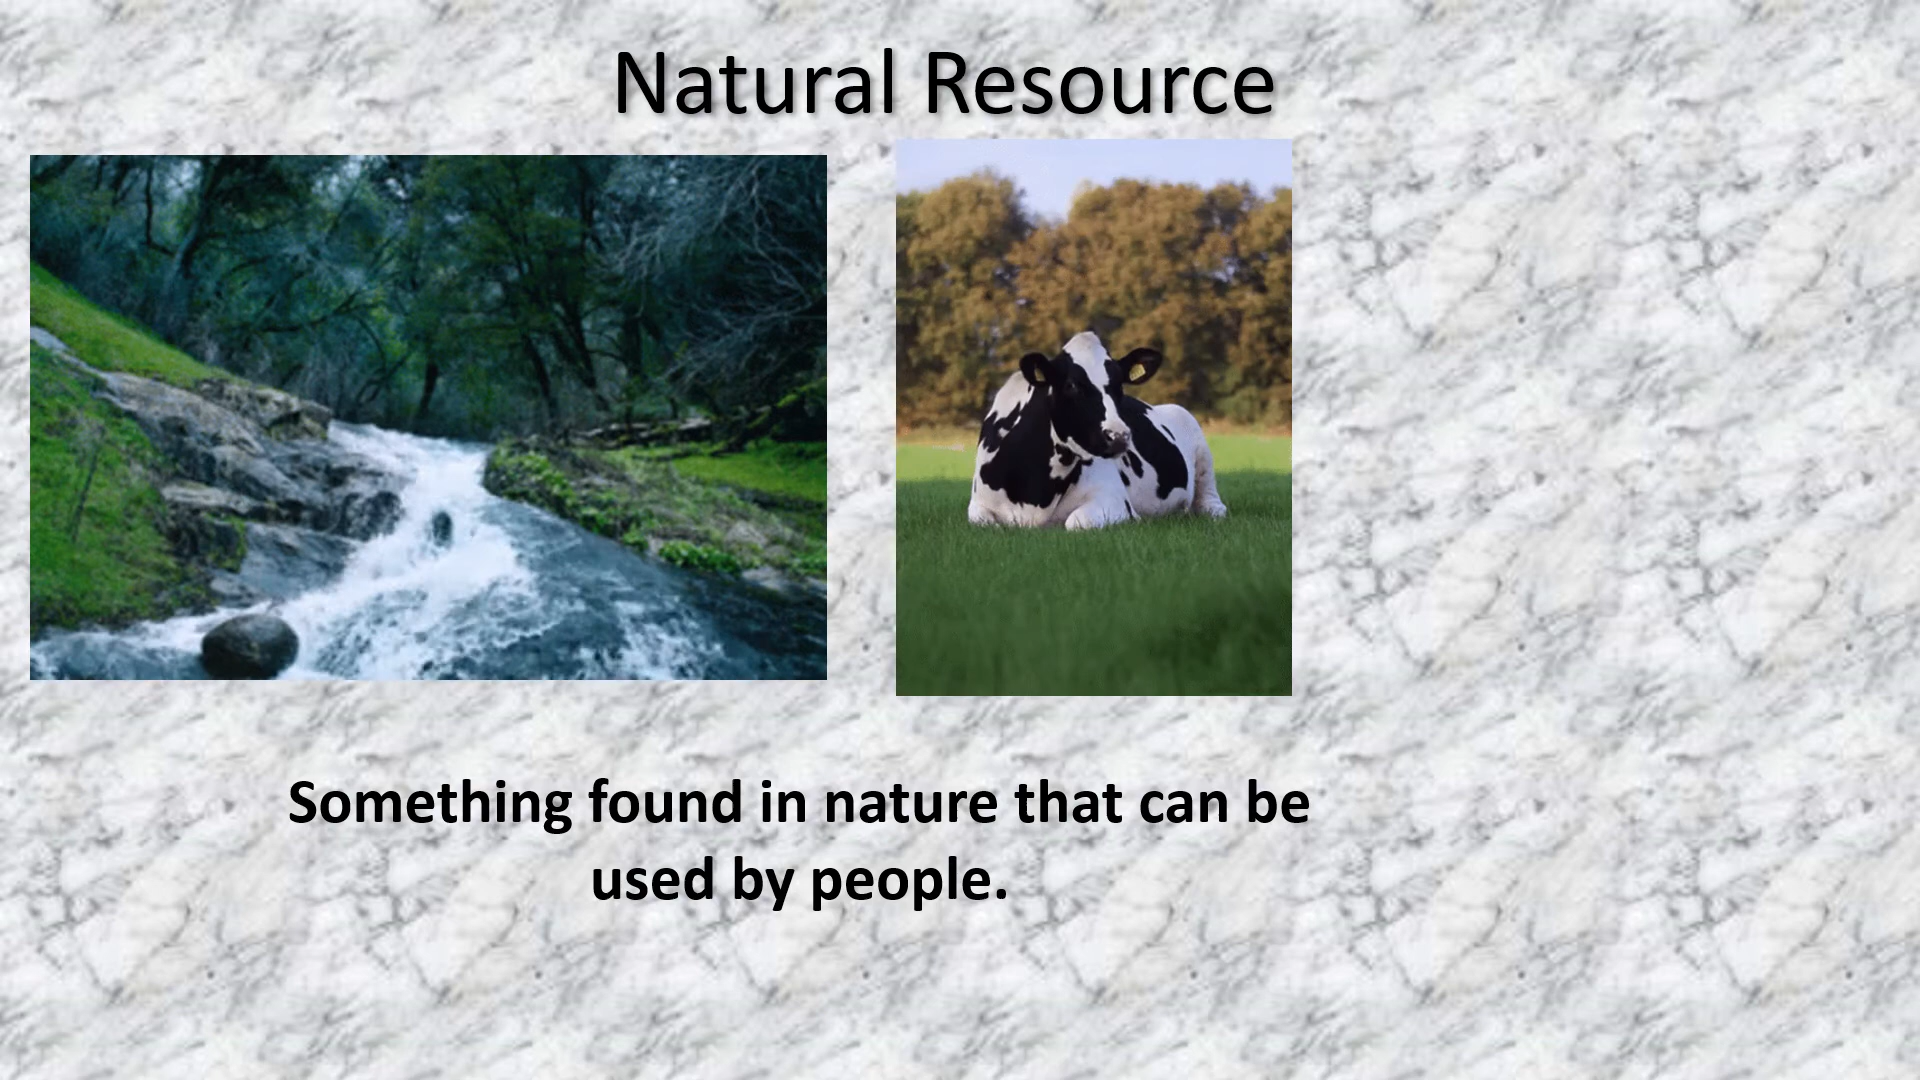 Natural Resource
Something found in nature that can be
used by people.